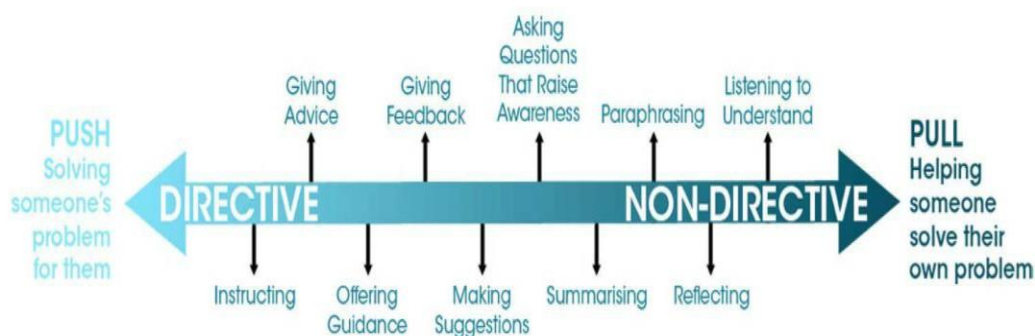 Asking
Questions
That Raise
Awareness
Giving
Advice
Giving
Feedback
Paraphrasing
Listening to
Understand
PUSH
Solving
someone's
problem
for them
DIRECTIVE
NON-DIRECTIVE
PULL
Helping
someone
solve their
own problem
Instructing
Offering
Guidance
Making
Suggestions
Summarising
Reflecting